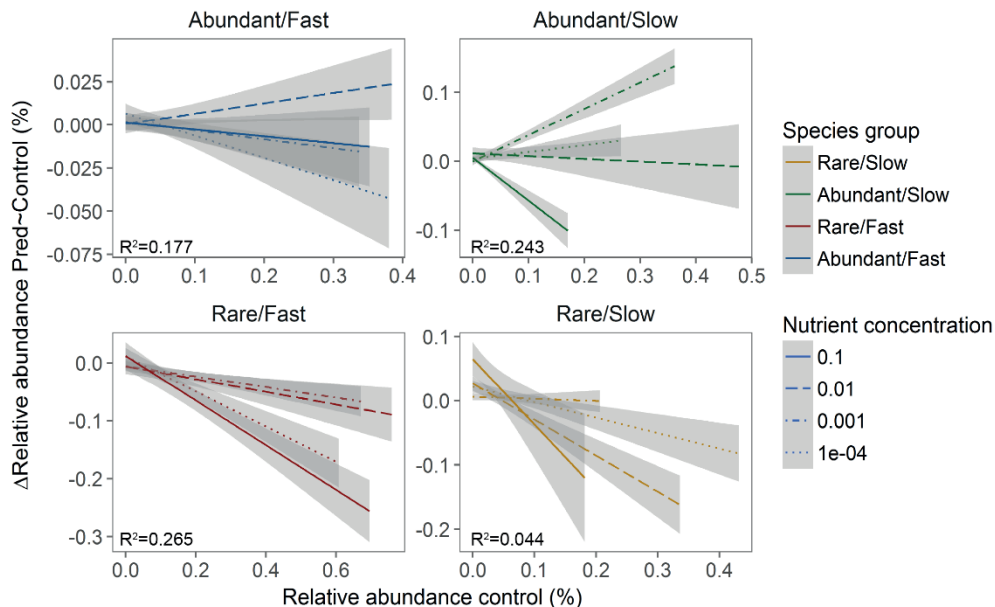 Abundant/Fast
Abundant/Slow
0.025
0.000
-0.025
-0.050
-0.075
R²=0.177
0.0 0.1 0.2 0.3 0.4
0.1
0.0
-0.1
R²=0.243
0.0 0.1 0.2 0.3 0.4 0.5
Rare/Fast
Rare/Slow
0.0
-0.1
-0.2
-0.3
R²=0.265
0.0 0.2 0.4 0.6
0.1
0.0
-0.1
-0.2
R²=0.044
0.0 0.1 0.2 0.3 0.4
ΔRelative abundance Pred~Control (%)
Relative abundance control (%)
Species group
Rare/Slow
Abundant/Slow
Rare/Fast
Abundant/Fast
Nutrient concentration
0.1
0.01
0.001
1e-04